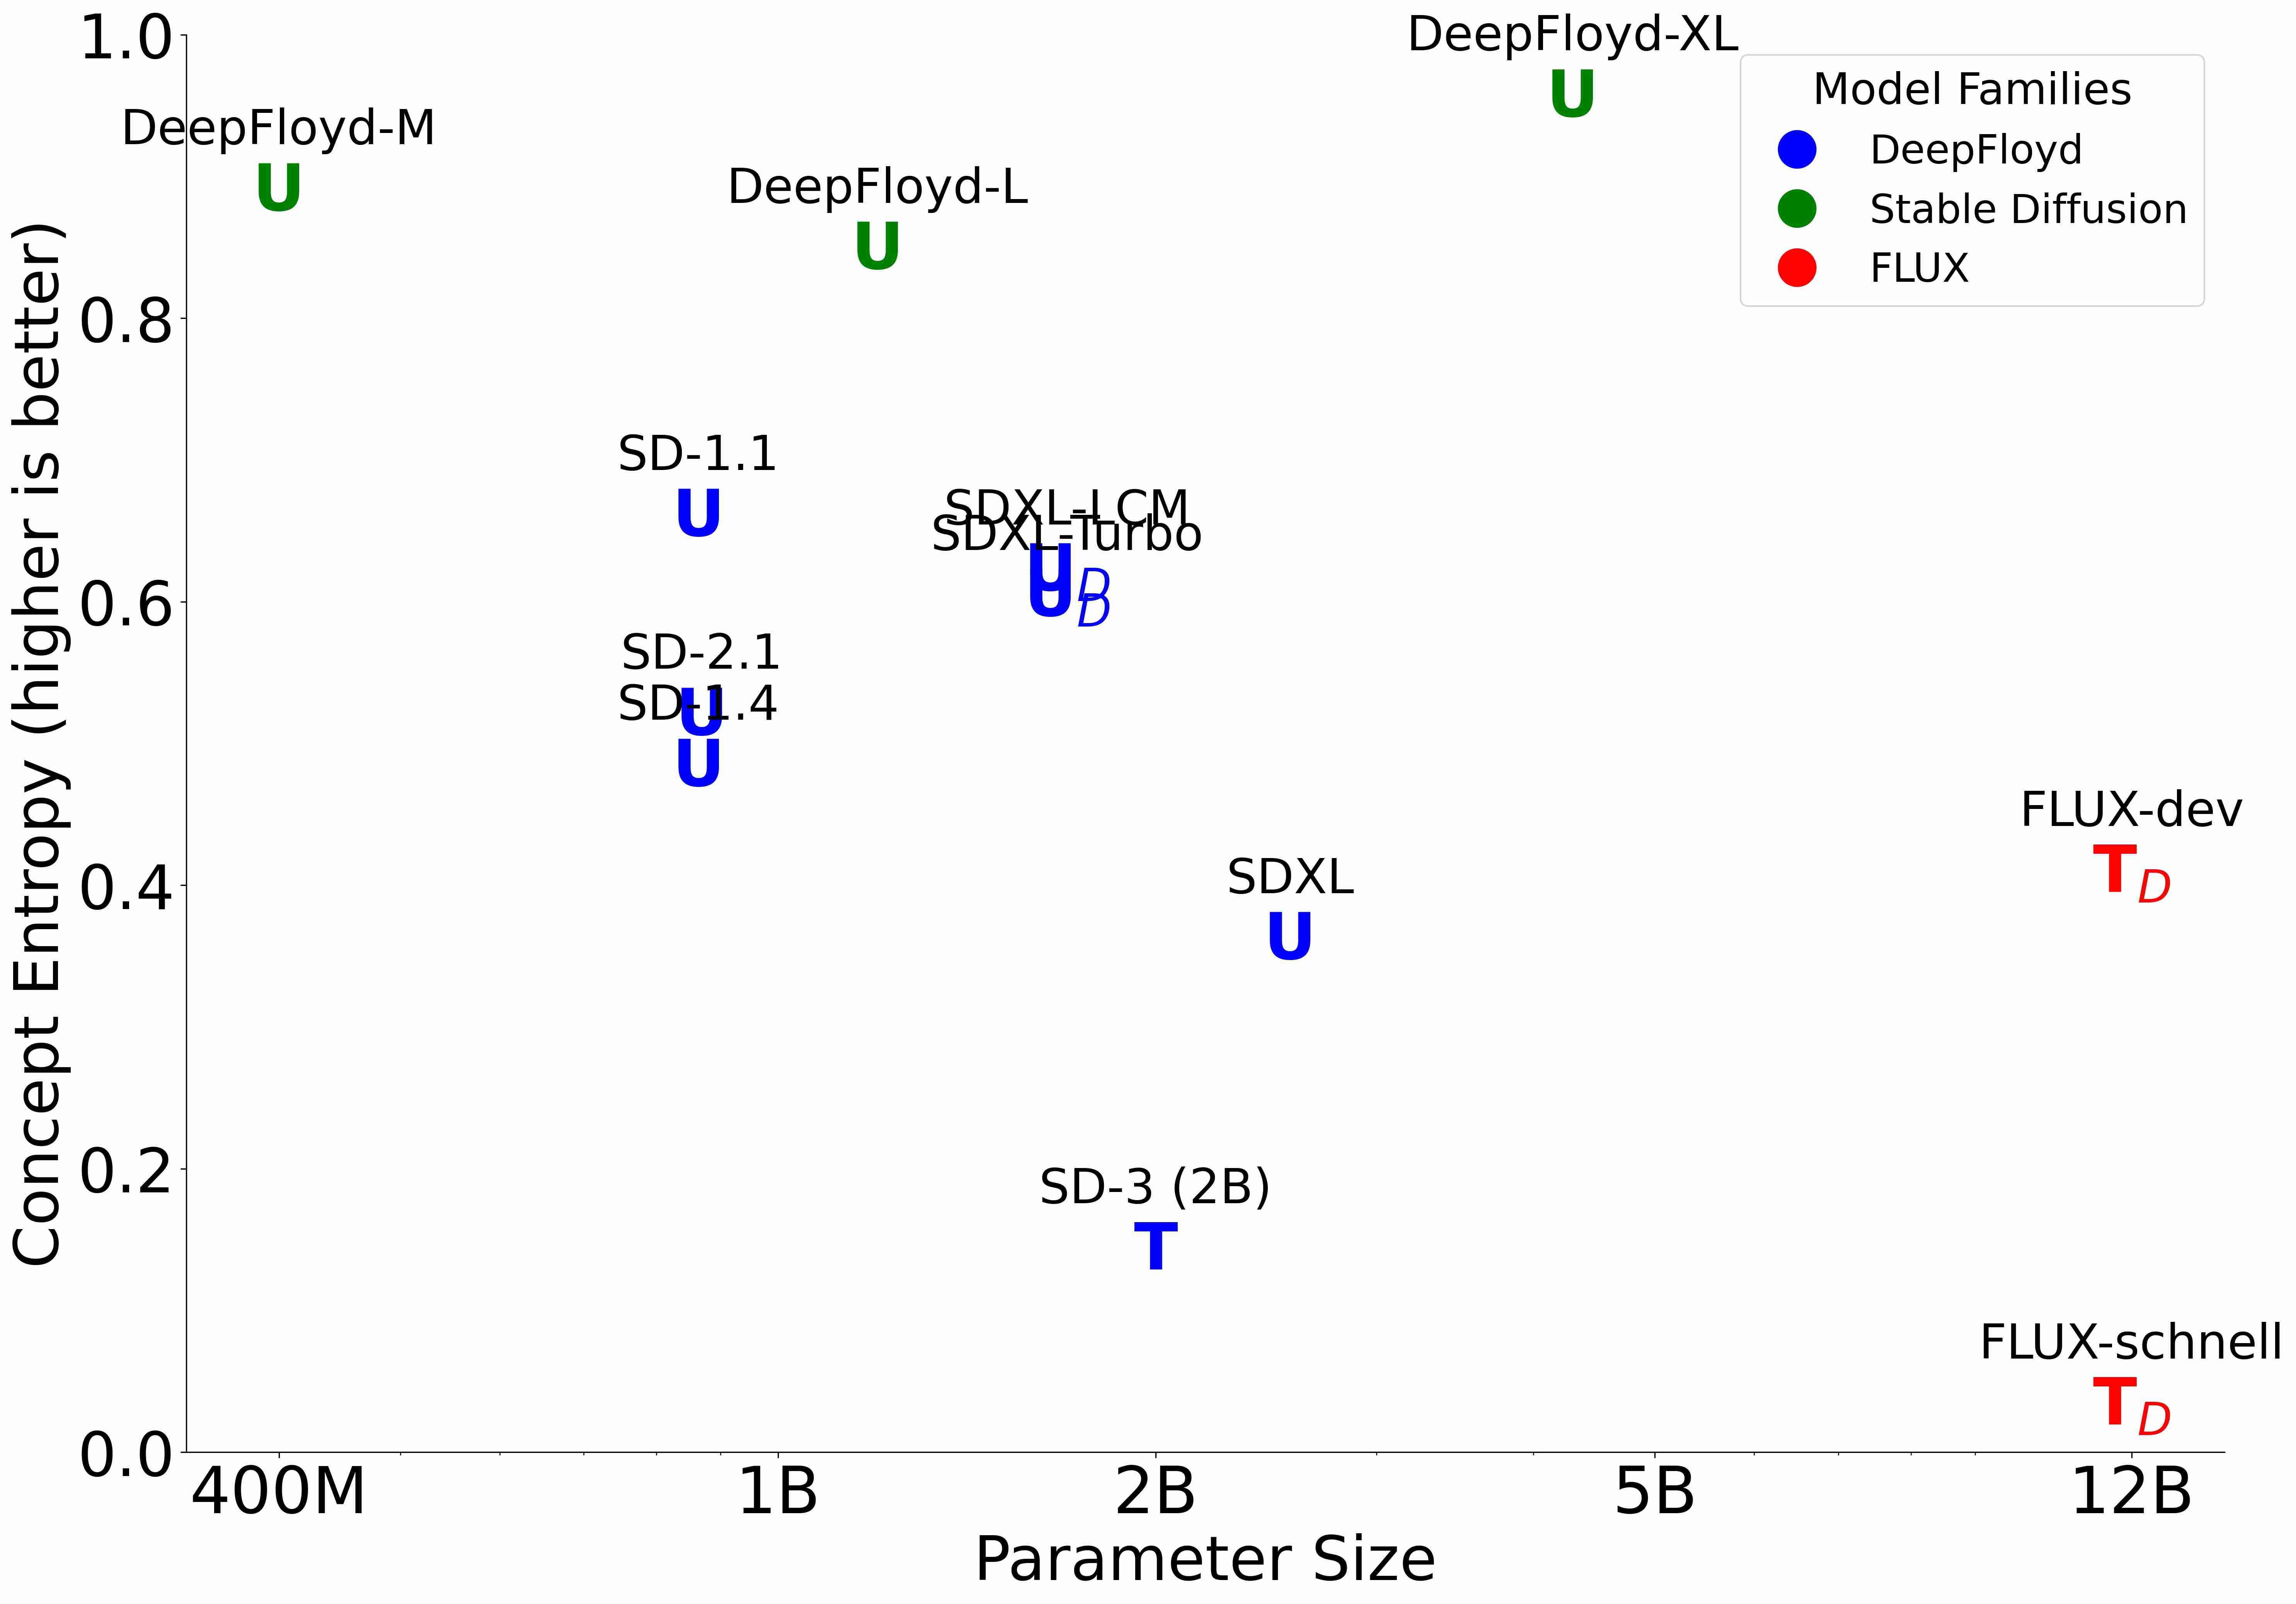 1.0
0.8
0.6
0.4
0.2
0.0
Concept Entropy (higher is better)
DeepFloyd-XL
U
DeepFloyd-M
U
DeepFloyd-L
U
Model Families
DeepFloyd
Stable Diffusion
FLUX
SD-1.1
U
SDXL-LCM
SDXL-Turbo
U D
U D
SD-2.1
U
SD-1.4
U
FLUX-dev
T D
SDXL
U
SD-3 (2B)
T
FLUX-schnell
T D
400M 1B 2B 5B 12B
Parameter Size